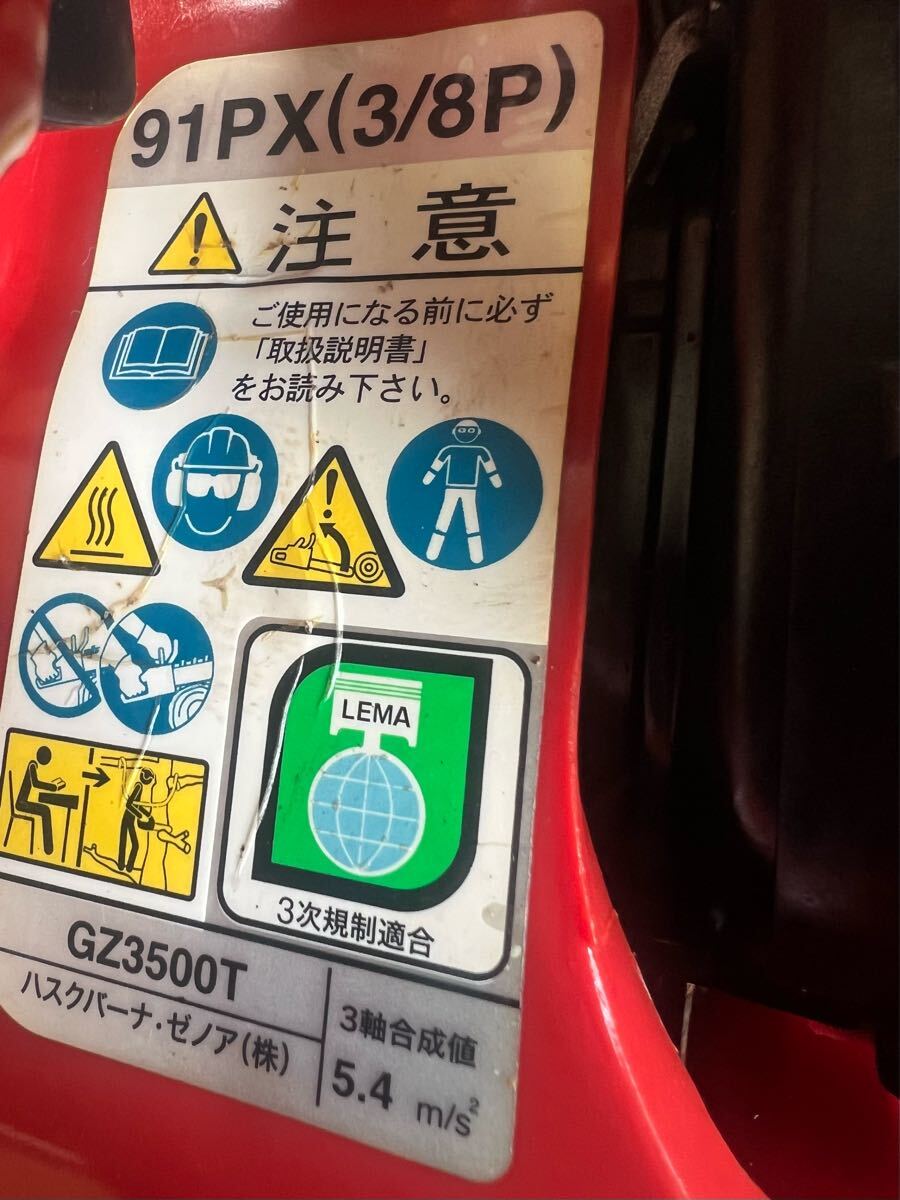 91PX(3/8P)
注意
ご使用になる前に必ず
「取扱説明書」
をお読み下さい。
LEMA
3次規制適合
GZ3500T
ハスクバーナ・ゼノア(株)
3軸合成値
5.4 m/s²